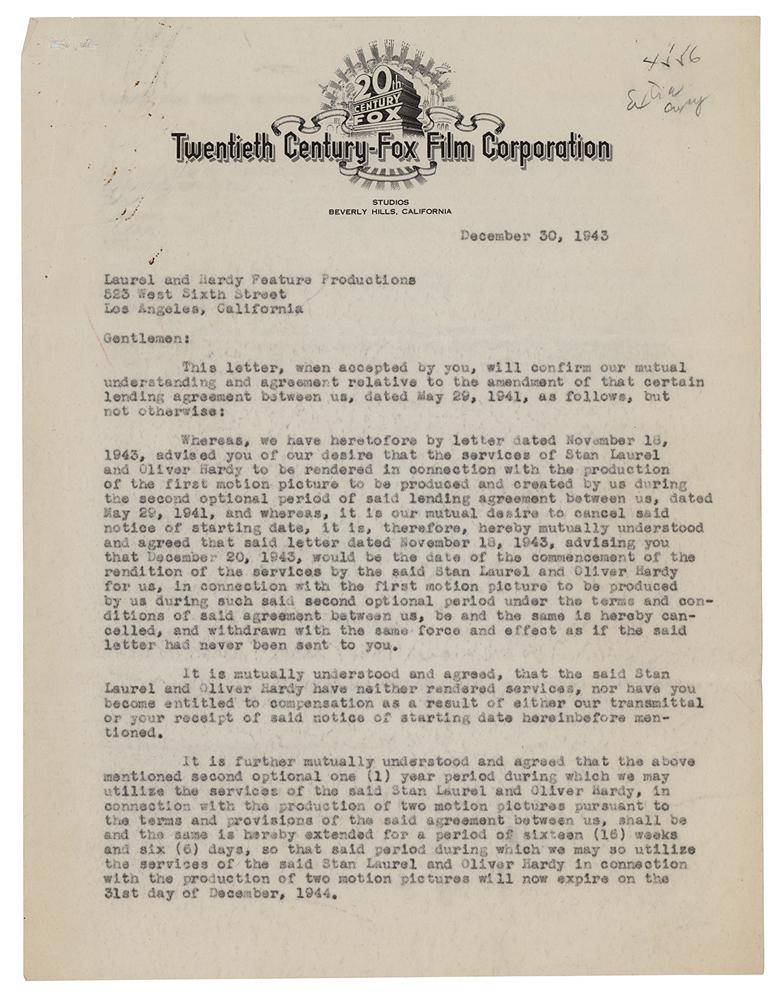 4556
Extra
copy
20th
CENTURY
FOX
Twentieth Century-Fox Film Corporation
STUDIOS
BEVERLY HILLS, CALIFORNIA
December 30, 1943
Laurel and Hardy Feature Productions
523 West Sixth Street
Los Angeles, California
Gentlemen:
This letter, when accepted by you, will confirm our mutual
understanding and agreement relative to the amendment of that certain
lending agreement between us, dated May 29, 1941, as follows, but
not otherwise:
Whereas, we have heretofore by letter dated November 18,
1943, advised you of our desire that the services of Stan Laurel
and Oliver Hardy to be rendered in connection with the production
of the first motion picture to be produced and created by us during
the second optional period of said lending agreement between us, dated
May 29, 1941, and whereas, it is our mutual desire to cancel said
notice of starting date, it is, therefore, hereby mutually understood
and agreed that said letter dated November 18, 1943, advising you
that December 20, 1943, would be the date of the commencement of the
rendition of the services by the said Stan Laurel and Oliver Hardy
for us, in connection with the first motion picture to be produced
by us during such said second optional period under the terms and con-
ditions of said agreement between us, be and the same is hereby can-
celled, and withdrawn with the same force and effect as if the said
letter had never been sent to you.
It is mutually understood and agreed, that the said Stan
Laurel and Oliver Hardy have neither rendered services, nor have you
become entitled to compensation as a result of either our transmittal
or your receipt of said notice of starting date hereinbefore men-
tioned.
It is further mutually understood and agreed that the above
mentioned second optional one (1) year period during which we may
utilize the services of the said Stan Laurel and Oliver Hardy, in
connection with the production of two motion pictures pursuant to
the terms and provisions of the said agreement between us, shall be
and the same is hereby extended for a period of sixteen (16) weeks
and six (6) days, so that said period during which we may so utilize
the services of the said Stan Laurel and Oliver Hardy in connection
with the production of two motion pictures will now expire on the
31st day of December, 1944.